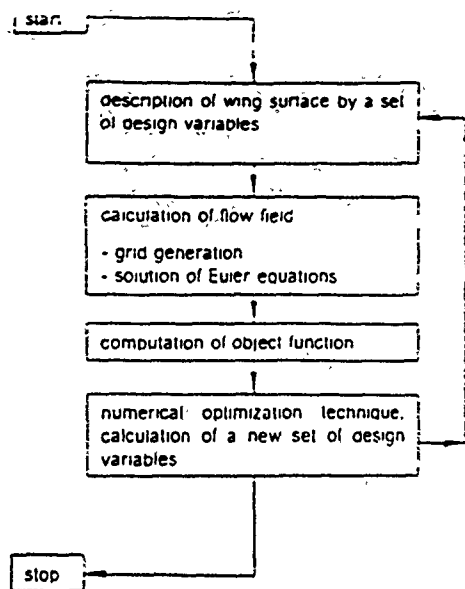 start
description of wing surface by a set
of design variables
calculation of flow field
- grid generation
- solution of Euler equations
computation of object function
numerical optimization technique,
calculation of a new set of design
variables
stop